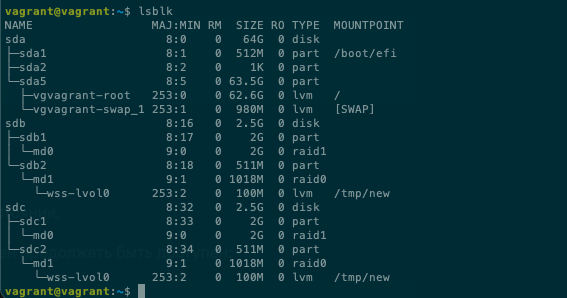 vagrant@vagrant:~$ lsblk
NAME                 MAJ:MIN RM  SIZE RO TYPE  MOUNTPOINT
sda                    8:0    0   64G  0 disk
├─sda1                 8:1    0  512M  0 part  /boot/efi
├─sda2                 8:2    0    1K  0 part
└─sda5                 8:5    0 63.5G  0 part
  ├─vgvagrant-root   253:0    0 62.6G  0 lvm   /
  └─vgvagrant-swap_1 253:1    0  980M  0 lvm   [SWAP]
sdb                    8:16   0  2.5G  0 disk
├─sdb1                 8:17   0    2G  0 part
│ └─md0                9:0    0    2G  0 raid1
└─sdb2                 8:18   0  511M  0 part
  └─md1                9:1    0 1018M  0 raid0
    └─wss-lvol0      253:2    0  100M  0 lvm   /tmp/new
sdc                    8:32   0  2.5G  0 disk
├─sdc1                 8:33   0    2G  0 part
│ └─md0                9:0    0    2G  0 raid1
└─sdc2                 8:34   0  511M  0 part
  └─md1                9:1    0 1018M  0 raid0
    └─wss-lvol0      253:2    0  100M  0 lvm   /tmp/new
vagrant@vagrant:~$